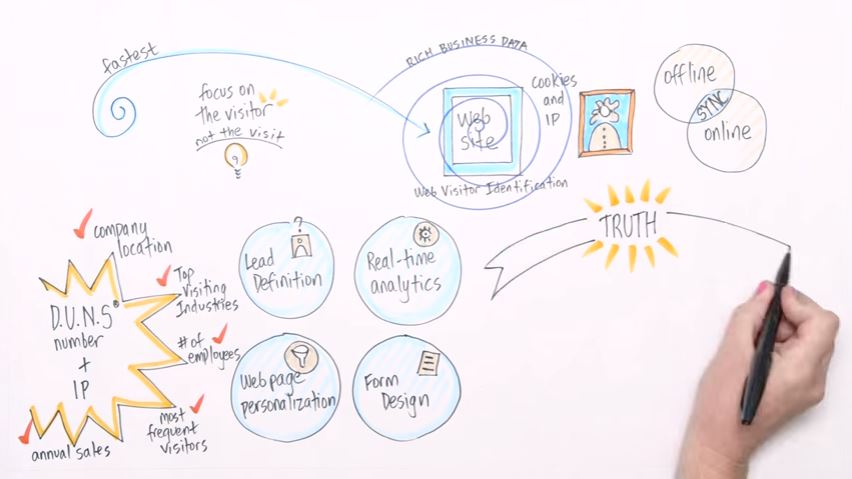 fastest
focus on
the visitor
not the visit
RICH BUSINESS DATA
Web
site
cookies
and
IP
Web Visitor Identification
offline
SYNC
online
TRUTH
company
location
Top
Visiting
Industries
# of
employees
most
frequent
visitors
annual sales
D.U.N.S®
number
+
IP
?
Lead
Definition
Real-time
analytics
Webpage
personalization
Form
Design